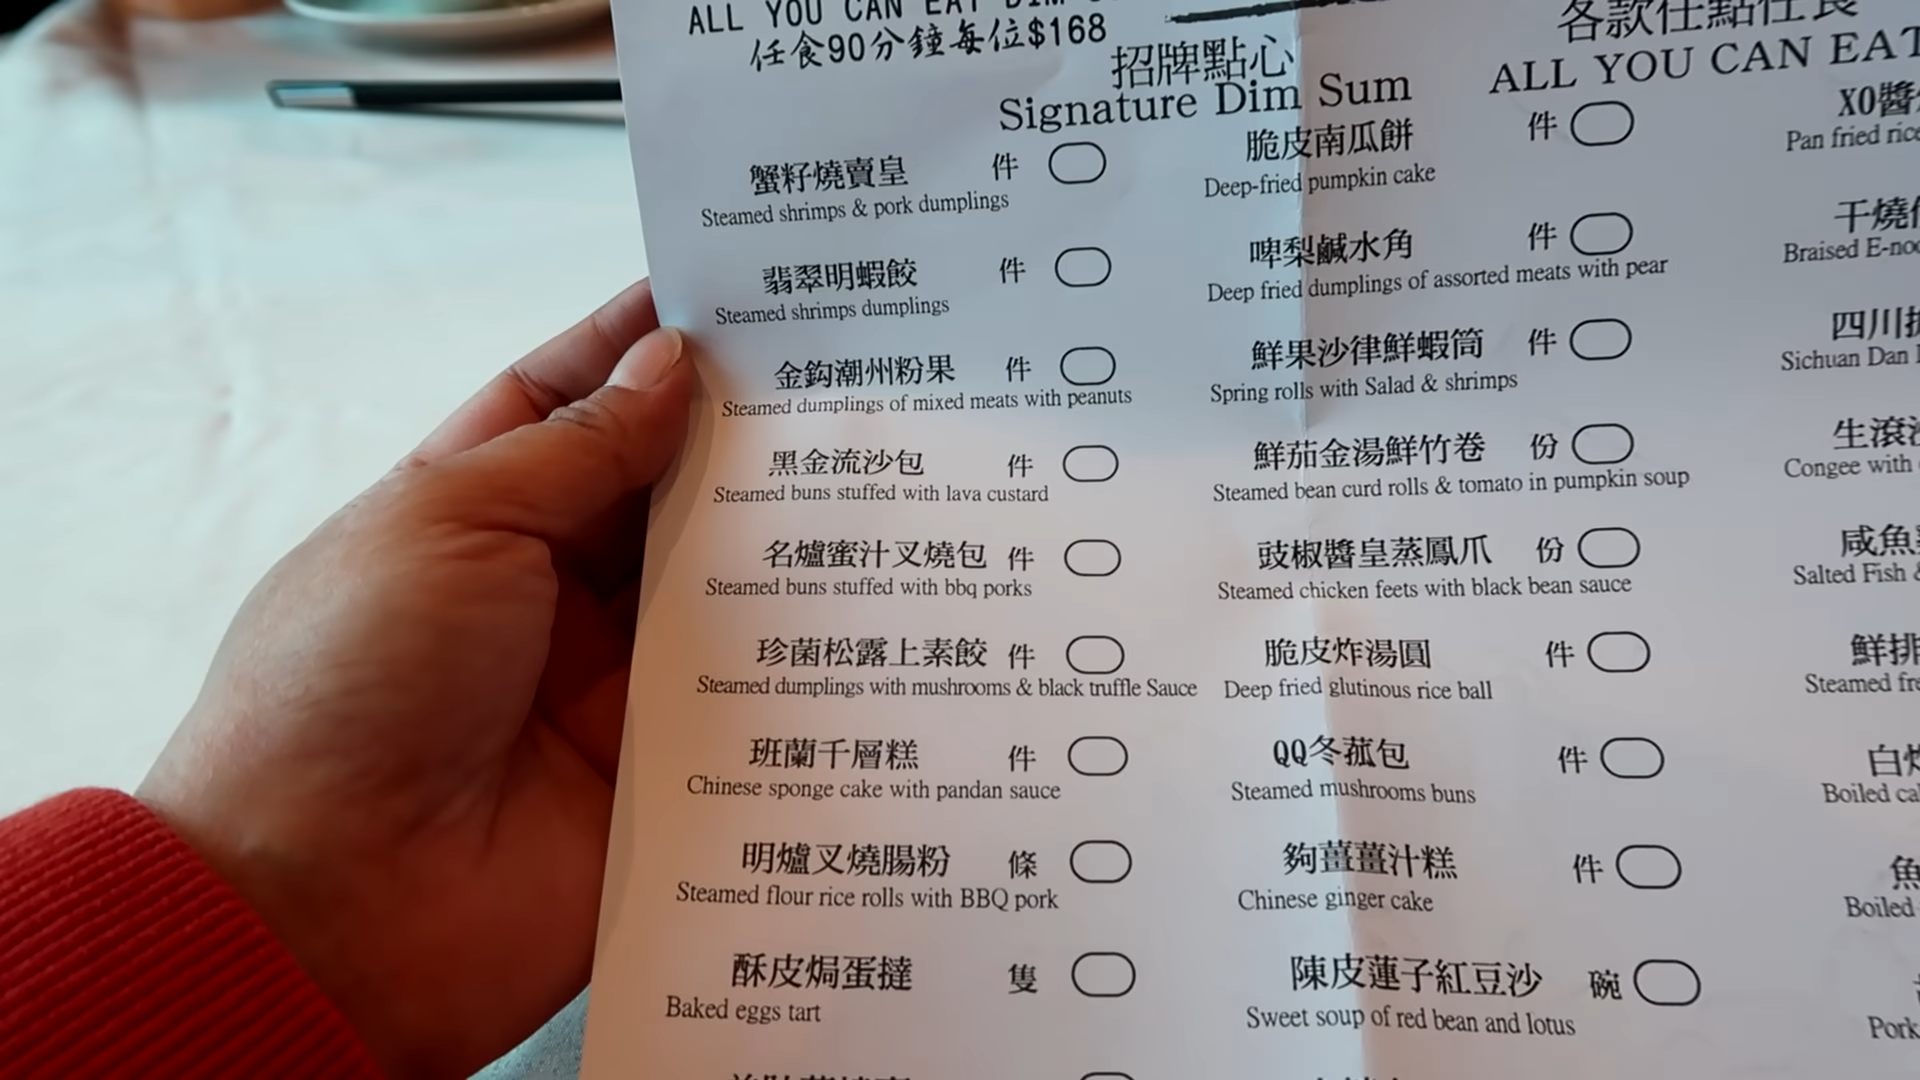 ALL YOU CAN EAT DIM
任食90分鐘每位$168
招牌點心
Signature Dim Sum
蟹籽燒賣皇 件
Steamed shrimps & pork dumplings
翡翠明蝦餃 件
Steamed shrimps dumplings
金鈎潮州粉果 件
Steamed dumplings of mixed meats with peanuts
黑金流沙包 件
Steamed buns stuffed with lava custard
名爐蜜汁叉燒包 件
Steamed buns stuffed with bbq porks
珍菌松露上素餃 件
Steamed dumplings with mushrooms & black truffle Sauce
班蘭千層糕 件
Chinese sponge cake with pandan sauce
明爐叉燒腸粉 條
Steamed flour rice rolls with BBQ pork
酥皮焗蛋撻 隻
Baked eggs tart
脆皮南瓜餅 件
Deep-fried pumpkin cake
啤梨鹹水角 件
Deep fried dumplings of assorted meats with pear
鮮果沙律鮮蝦筒 件
Spring rolls with Salad & shrimps
鮮茄金湯鮮竹卷 份
Steamed bean curd rolls & tomato in pumpkin soup
豉椒醬皇蒸鳳爪 份
Steamed chicken feets with black bean sauce
脆皮炸湯圓 件
Deep fried glutinous rice ball
QQ冬菰包 件
Steamed mushrooms buns
夠薑薑汁糕 件
Chinese ginger cake
陳皮蓮子紅豆沙 碗
Sweet soup of red bean and lotus
各款任點任食
ALL YOU CAN EAT
XO醬
Pan fried rice
干燒
Braised E-noo
四川
Sichuan Dan
生滾
Congee with
咸魚
Salted Fish &
鮮排
Steamed fre
白灼
Boiled ca
魚
Boiled
Pork